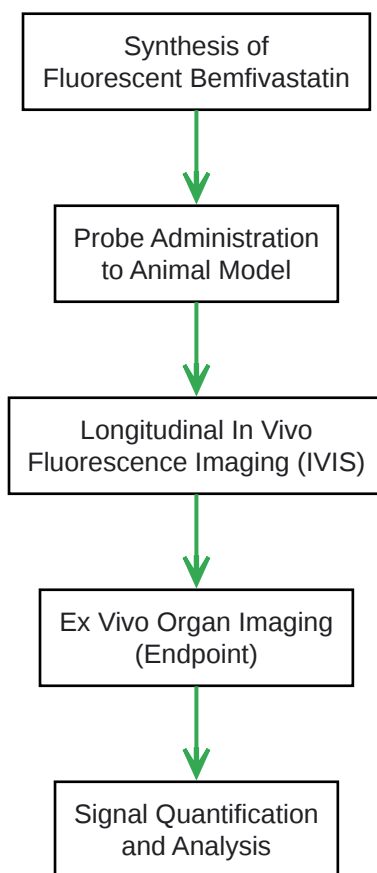 Synthesis of
Fluorescent Bemfivastatin
Probe Administration
to Animal Model
Longitudinal In Vivo
Fluorescence Imaging (IVIS)
Ex Vivo Organ Imaging
(Endpoint)
Signal Quantification
and Analysis